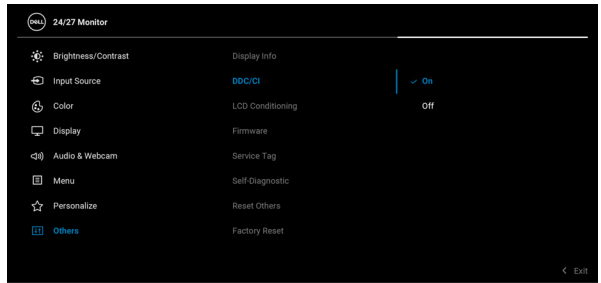 DELL 24/27 Monitor
Brightness/Contrast Display Info
Input Source DDC/CI On
Color LCD Conditioning Off
Display Firmware
Audio & Webcam Service Tag
Menu Self-Diagnostic
Personalize Reset Others
Others Factory Reset
Exit